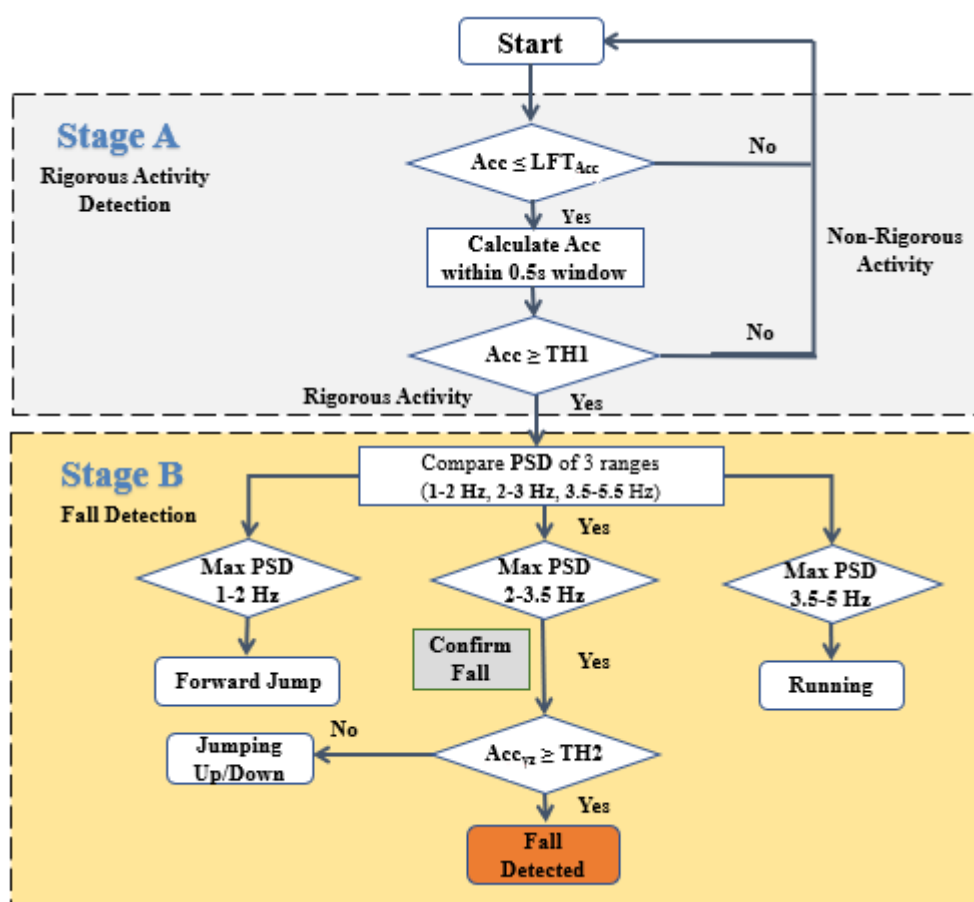 Start
Stage A
Rigorous Activity
Detection
Acc ≤ LFT_Acc
No
Yes
Calculate Acc
within 0.5s window
Non-Rigorous
Activity
Acc ≥ TH1
No
Rigorous Activity
Yes
Stage B
Fall Detection
Compare PSD of 3 ranges
(1-2 Hz, 2-3 Hz, 3.5-5.5 Hz)
Yes
Max PSD
1-2 Hz
Max PSD
2-3.5 Hz
Max PSD
3.5-5 Hz
Confirm
Fall
Yes
Forward Jump
Running
No
Jumping
Up/Down
Acc_YZ ≥ TH2
Yes
Fall
Detected